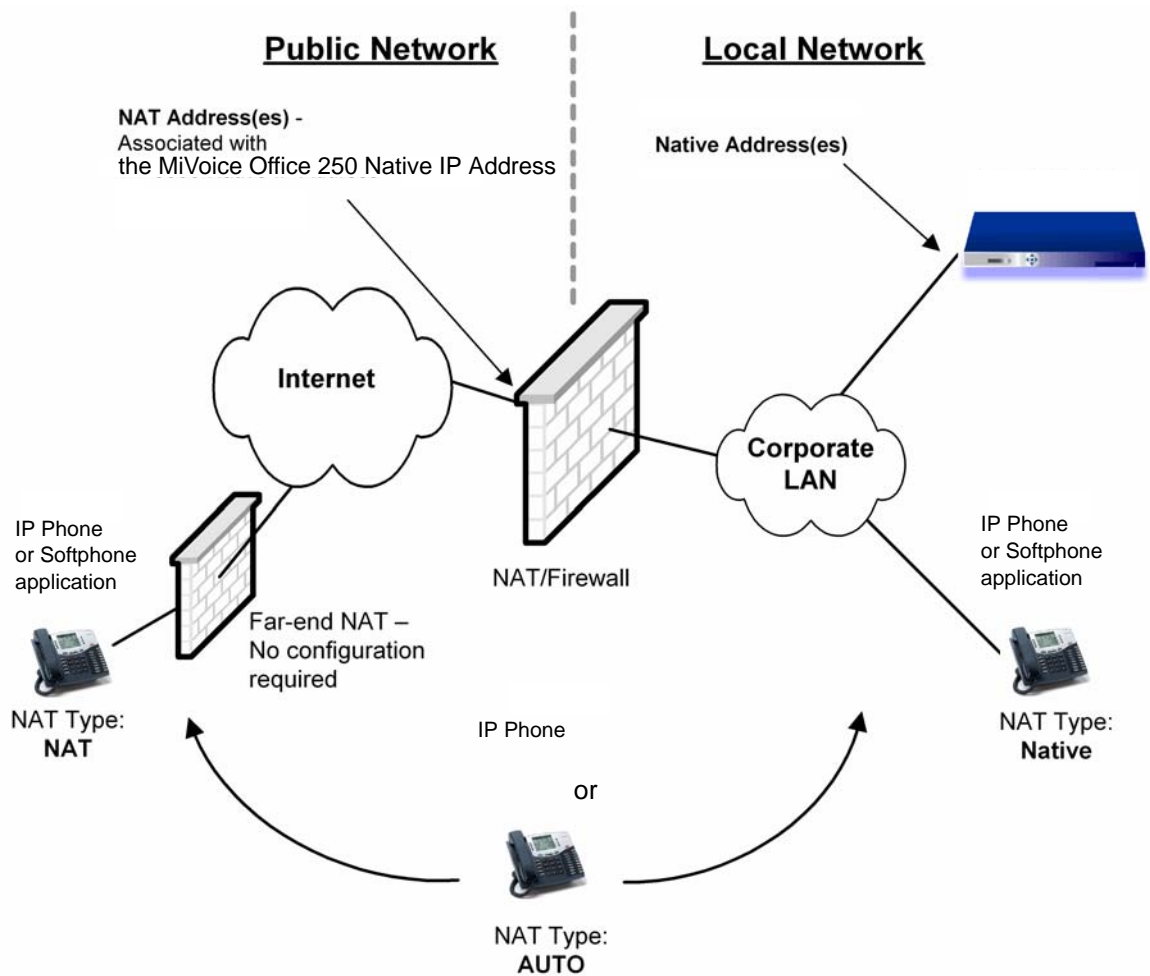 Public Network
Local Network
NAT Address(es) -
Associated with
the MiVoice Office 250 Native IP Address
Native Address(es)
Internet
Corporate
LAN
NAT/Firewall
IP Phone
or Softphone
application
Far-end NAT –
No configuration
required
NAT Type:
NAT
IP Phone
or Softphone
application
NAT Type:
Native
IP Phone
or
NAT Type:
AUTO